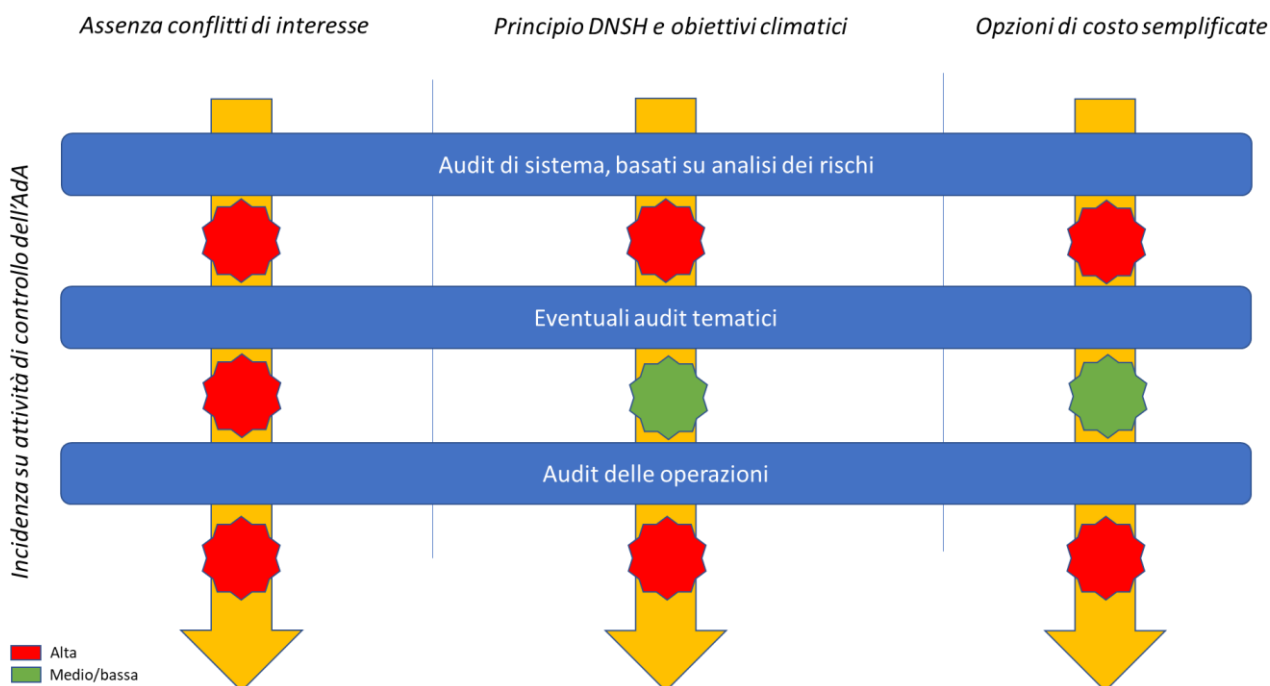 Assenza conflitti di interesse
Principio DNSH e obiettivi climatici
Opzioni di costo semplificate
Incidenza su attività di controllo dell'AdA
Audit di sistema, basati su analisi dei rischi
Eventuali audit tematici
Audit delle operazioni
Alta
Medio/bassa